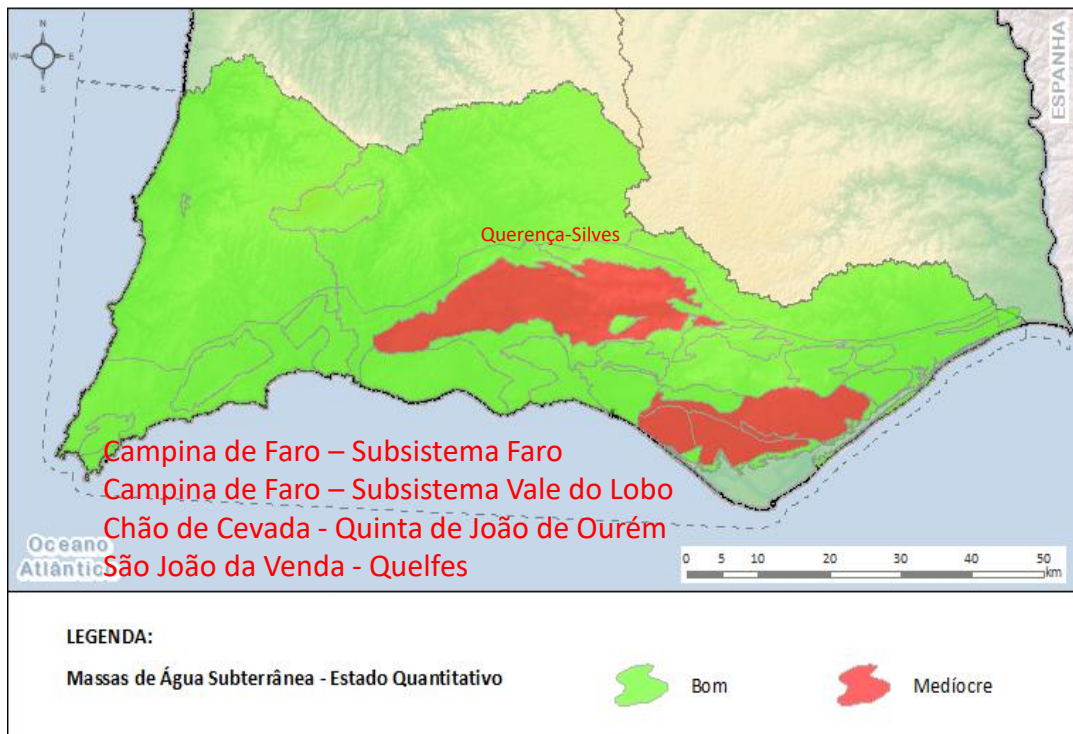 N
W E
S
ESPANHA
Querença-Silves
Campina de Faro – Subsistema Faro
Campina de Faro – Subsistema Vale do Lobo
Chão de Cevada - Quinta de João de Ourém
São João da Venda - Quelfes
Oceano
Atlântico
0 5 10 20 30 40 50
km
LEGENDA:
Massas de Água Subterrânea - Estado Quantitativo
Bom
Medíocre